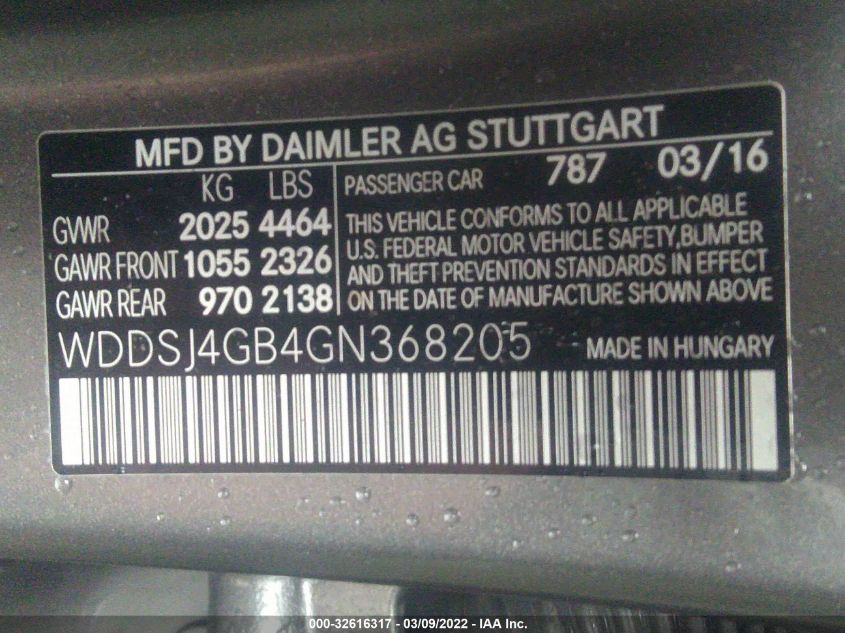 MFD BY DAIMLER AG STUTTGART
KG LBS
GVWR 2025 4464
GAWR FRONT 1055 2326
GAWR REAR 970 2138
PASSENGER CAR 787 03/16
THIS VEHICLE CONFORMS TO ALL APPLICABLE
U.S. FEDERAL MOTOR VEHICLE SAFETY,BUMPER
AND THEFT PREVENTION STANDARDS IN EFFECT
ON THE DATE OF MANUFACTURE SHOWN ABOVE
WDDSJ4GB4GN368205 MADE IN HUNGARY
000-32616317 - 03/09/2022 - IAA Inc.